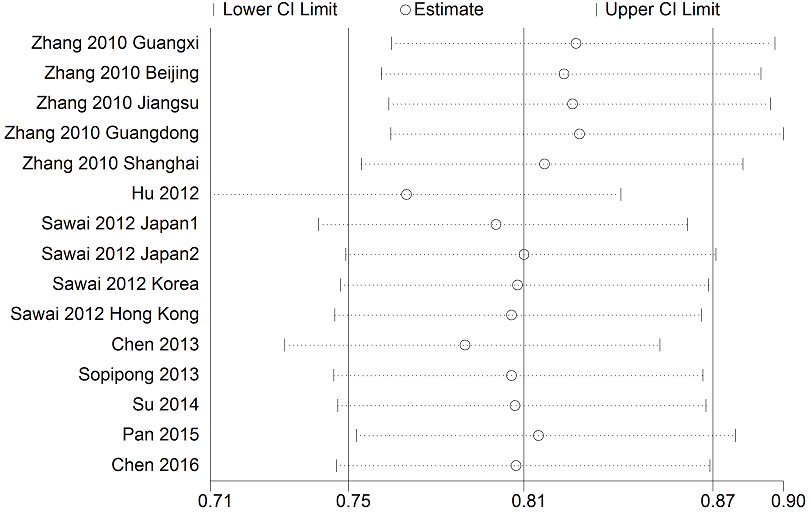 Lower CI Limit Estimate Upper CI Limit
Zhang 2010 Guangxi
Zhang 2010 Beijing
Zhang 2010 Jiangsu
Zhang 2010 Guangdong
Zhang 2010 Shanghai
Hu 2012
Sawai 2012 Japan1
Sawai 2012 Japan2
Sawai 2012 Korea
Sawai 2012 Hong Kong
Chen 2013
Sopipong 2013
Su 2014
Pan 2015
Chen 2016
0.71 0.75 0.81 0.87 0.90